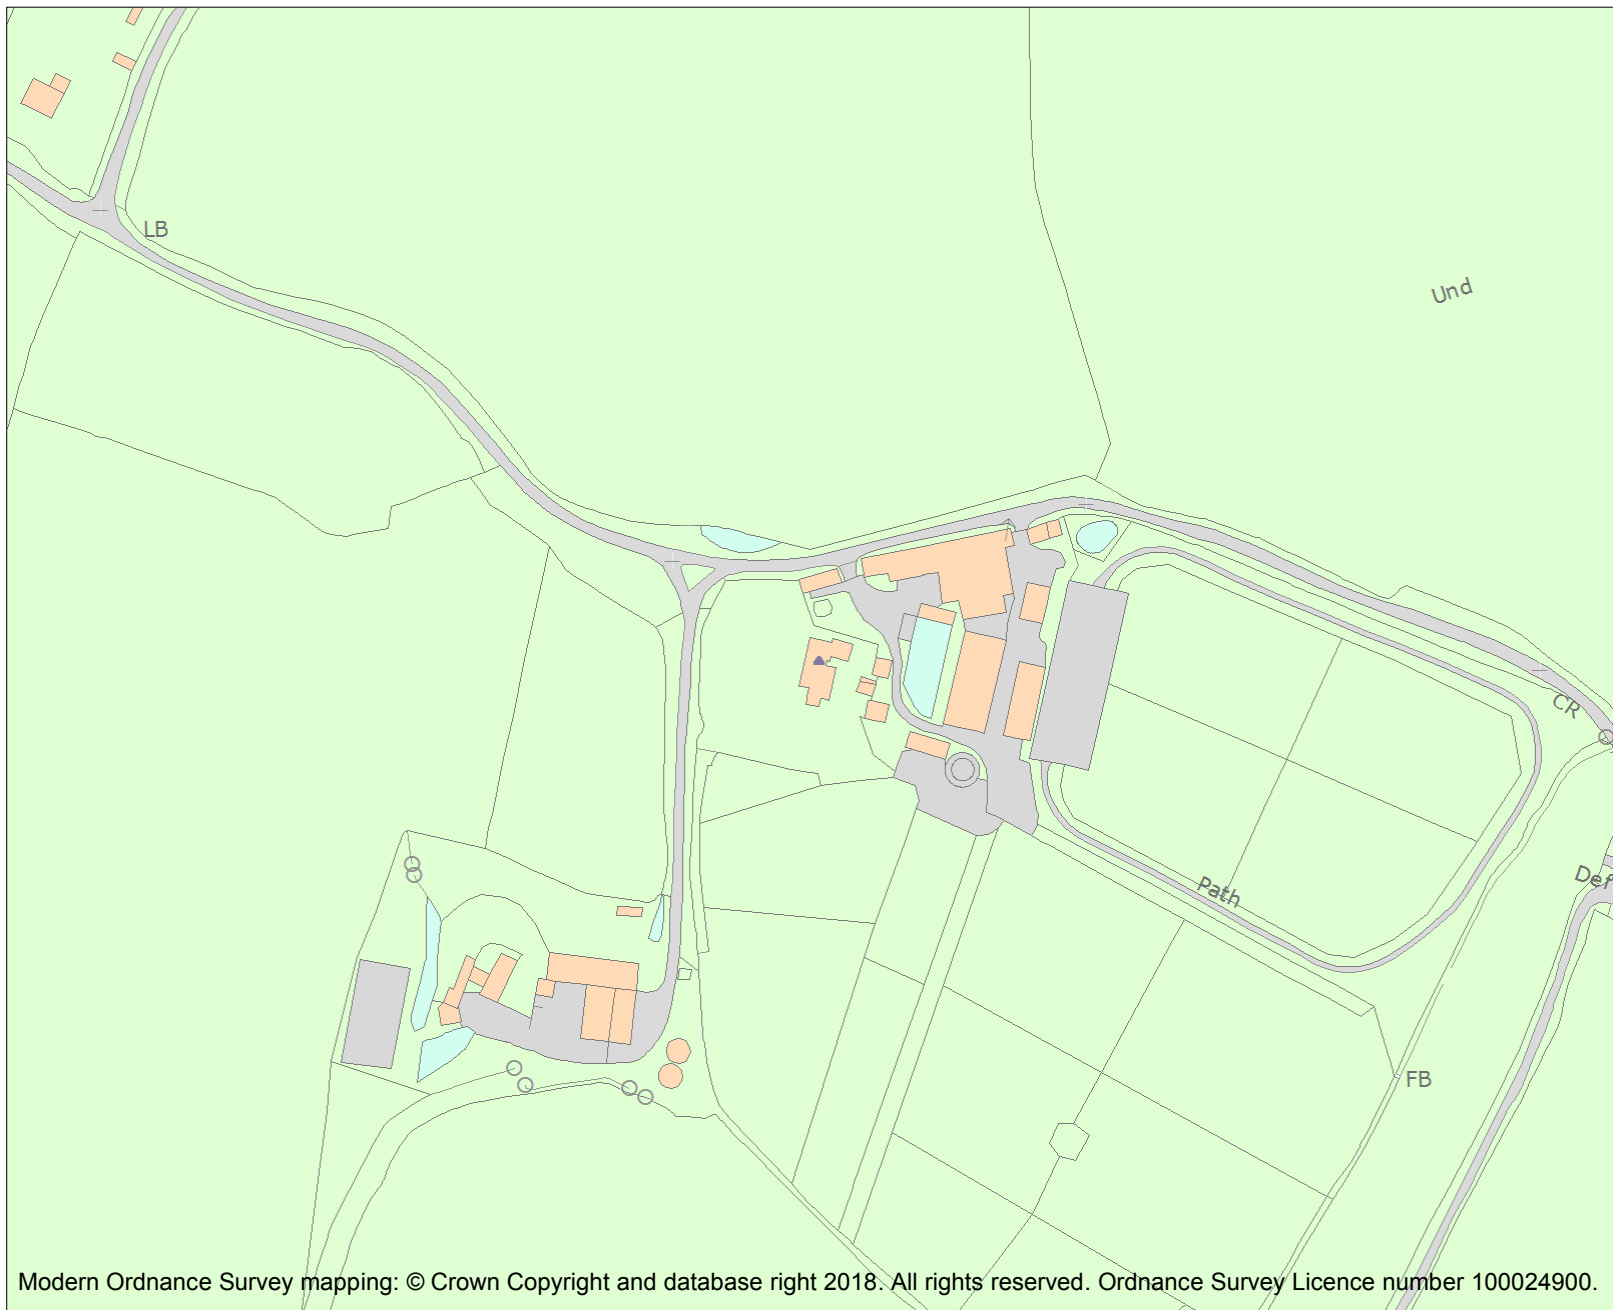 LB
Und
CR
Def
Path
FB
Modern Ordnance Survey mapping: © Crown Copyright and database right 2018. All rights reserved. Ordnance Survey Licence number 100024900.